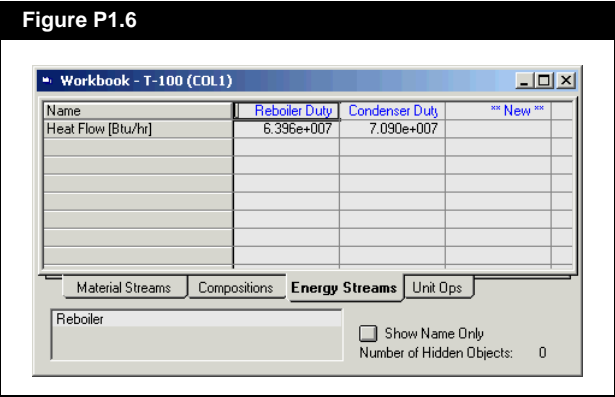 Figure P1.6
Workbook - T-100 (COL1)
Name Reboiler Duty Condenser Duty ** New **
Heat Flow [Btu/hr] 6.396e+007 7.090e+007
Material Streams Compositions Energy Streams Unit Ops
Reboiler
Show Name Only
Number of Hidden Objects: 0